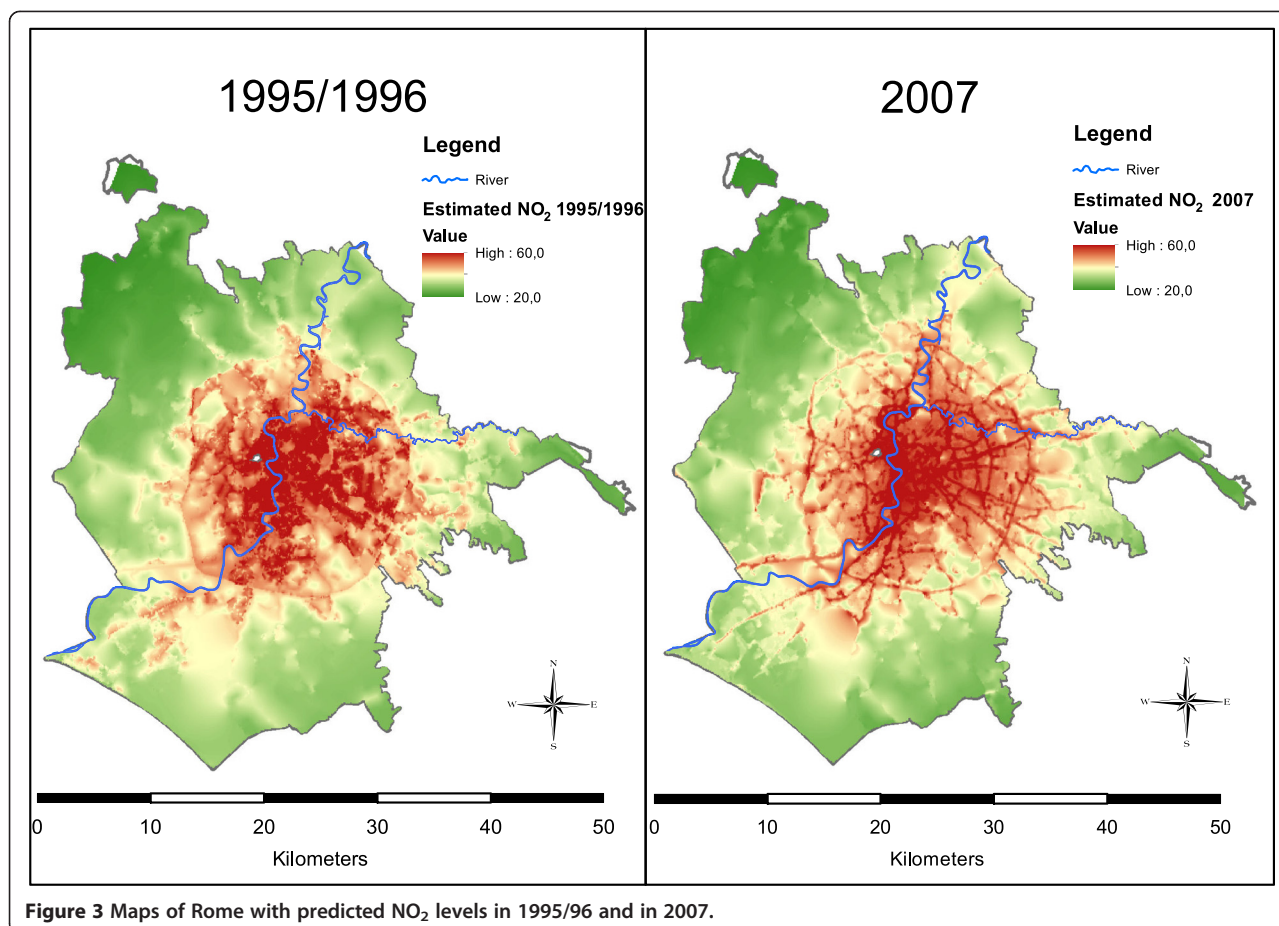 1995/1996
Legend
River
Estimated NO₂ 1995/1996
Value
High : 60,0
Low : 20,0
N
W E
S
0 10 20 30 40 50
Kilometers
2007
Legend
River
Estimated NO₂ 2007
Value
High : 60,0
Low : 20,0
N
W E
S
0 10 20 30 40 50
Kilometers
Figure 3 Maps of Rome with predicted NO₂ levels in 1995/96 and in 2007.